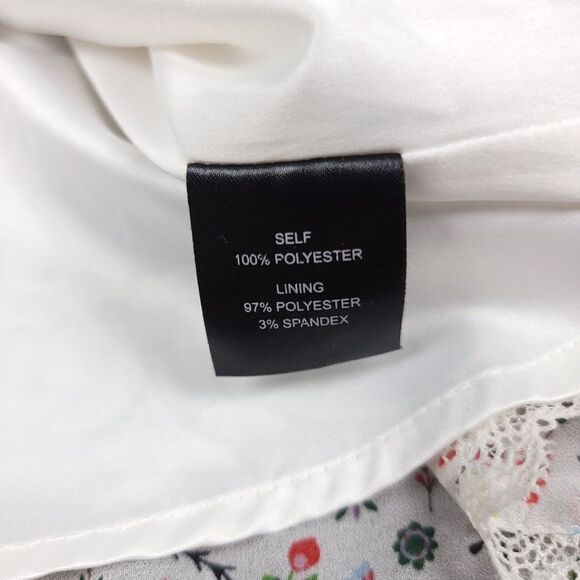 SELF
100% POLYESTER
LINING
97% POLYESTER
3% SPANDEX